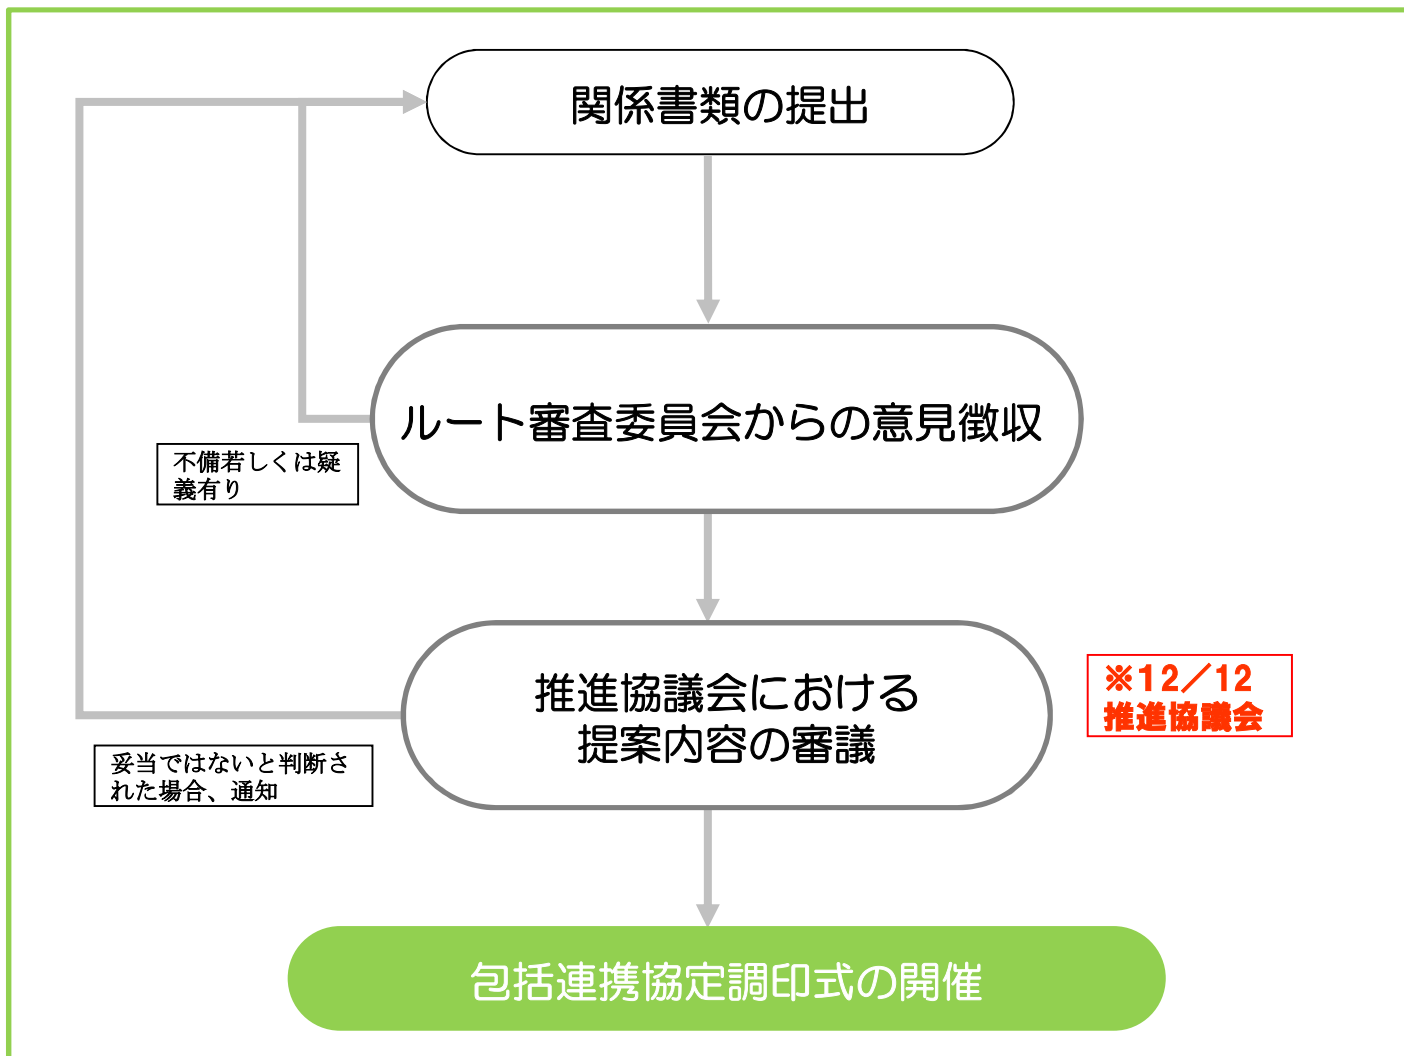 関係書類の提出
ルート審査委員会からの意見徴収
不備若しくは疑
義有り
推進協議会における
提案内容の審議
※12／12
推進協議会
妥当ではないと判断さ
れた場合、通知
包括連携協定調印式の開催